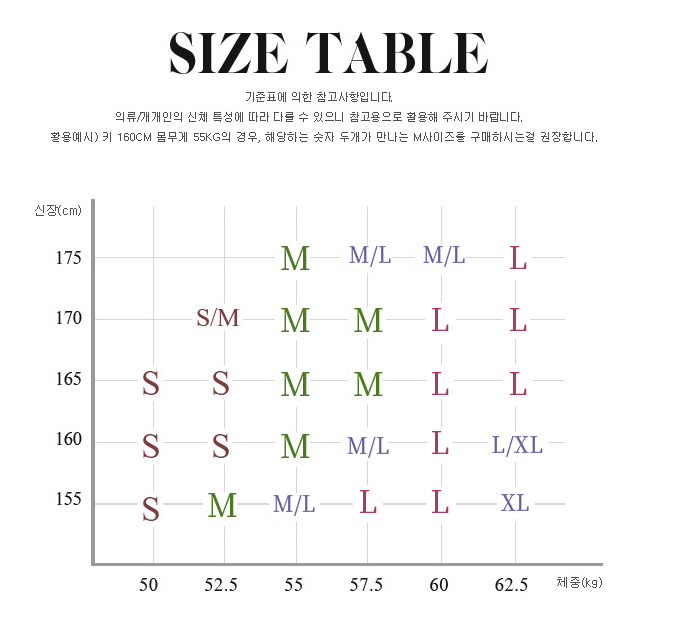 SIZE TABLE
기준표에 의한 참고사항입니다.
의류/개개인의 신체 특성에 따라 다를 수 있으니 참고용으로 활용해 주시기 바랍니다.
활용예시) 키 160CM 몸무게 55KG의 경우, 해당하는 숫자 두개가 만나는 M사이즈를 구매하시는걸 권장합니다.
신장(cm)
175 M M/L M/L L
170 S/M M M L L
165 S S M M L L
160 S S M M/L L L/XL
155 S M M/L L L XL
50 52.5 55 57.5 60 62.5 체중(kg)